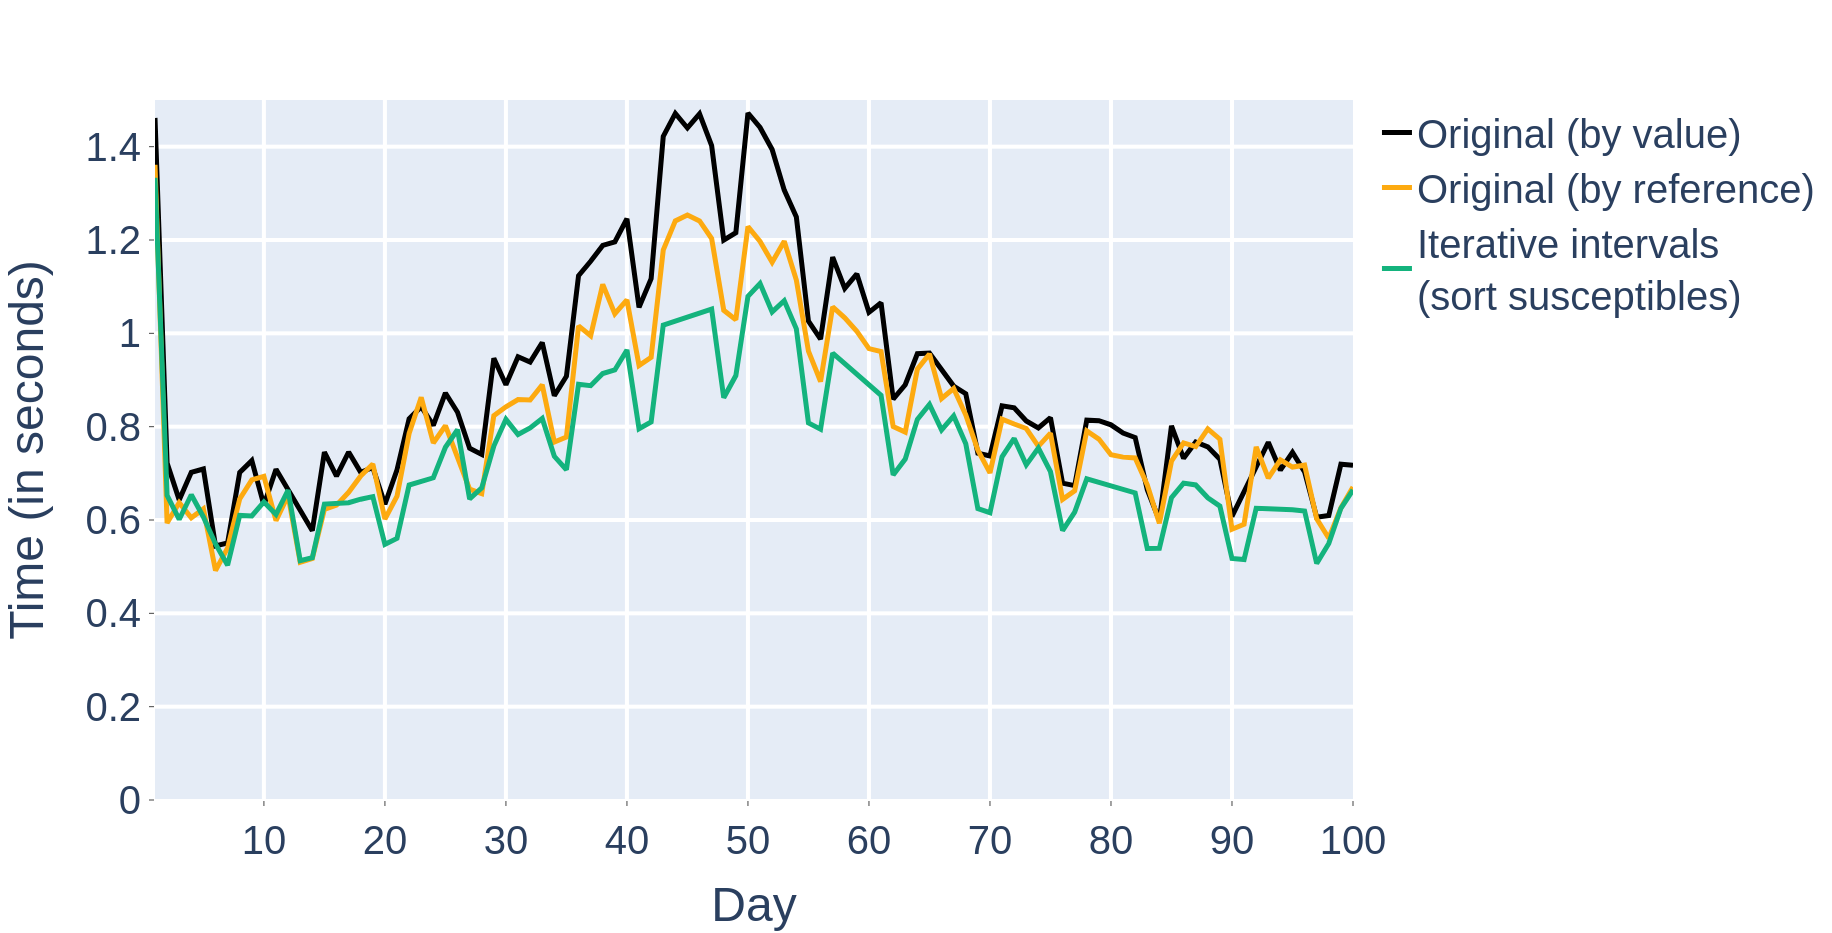 Time (in seconds)
1.4
1.2
1
0.8
0.6
0.4
0.2
0
10 20 30 40 50 60 70 80 90 100
Day
Original (by value)
Original (by reference)
Iterative intervals
(sort susceptibles)